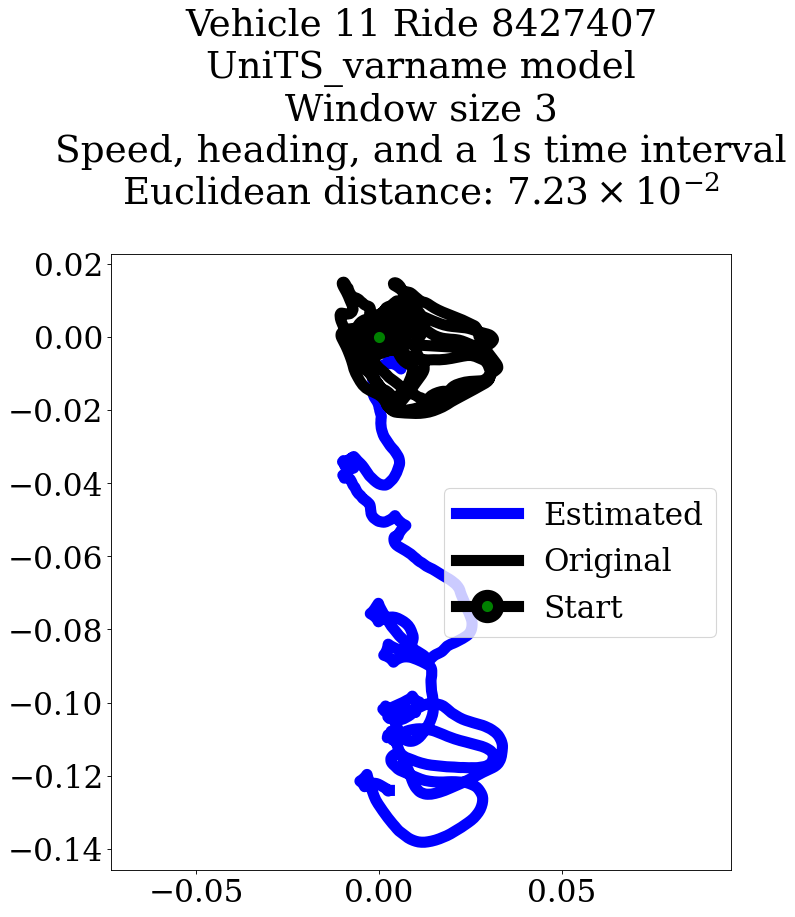 Vehicle 11 Ride 8427407
UniTS_varname model
Window size 3
Speed, heading, and a 1s time interval
Euclidean distance: 7.23 × 10⁻²
0.02
0.00
−0.02
−0.04
−0.06
−0.08
−0.10
−0.12
−0.14
Estimated
Original
Start
−0.05
0.00
0.05